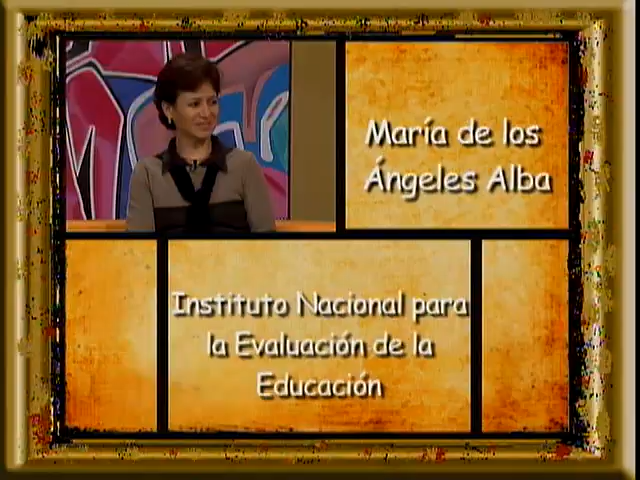 María de los
Ángeles Alba
Instituto Nacional para
la Evaluación de la
Educación